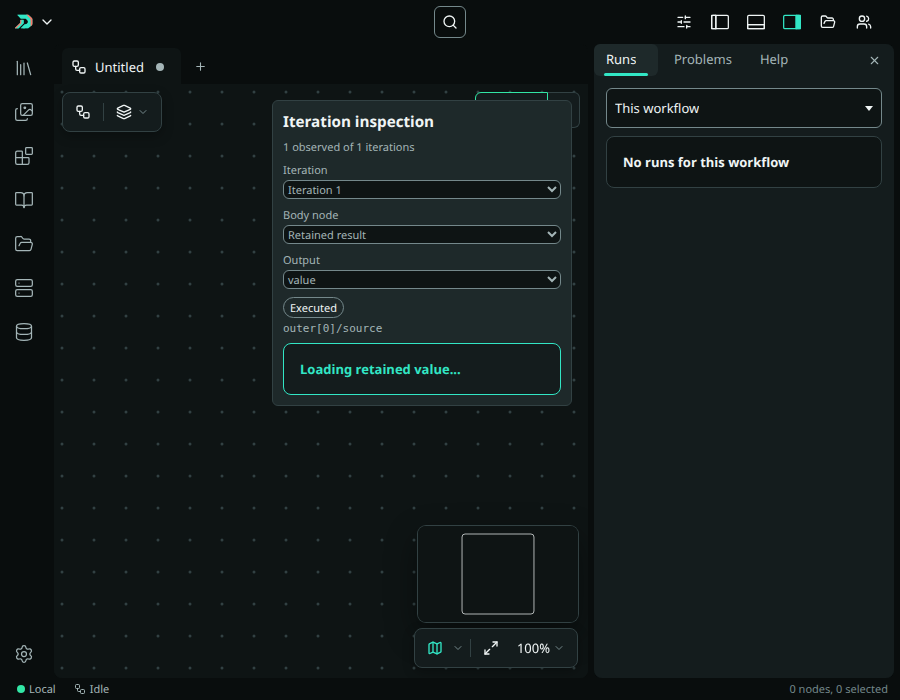 Untitled
Runs
Problems
Help
This workflow
No runs for this workflow
Iteration inspection
1 observed of 1 iterations
Iteration
Iteration 1
Body node
Retained result
Output
value
Executed
outer[0]/source
Loading retained value...
100%
Local
Idle
0 nodes, 0 selected